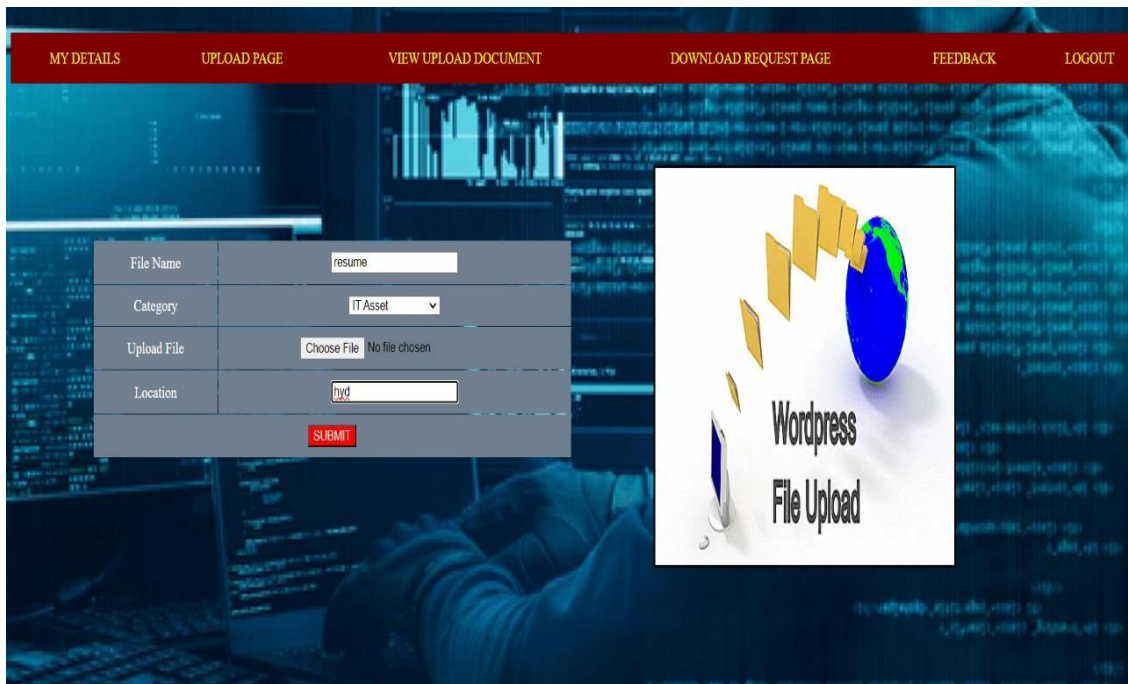 MY DETAILS UPLOAD PAGE VIEW UPLOAD DOCUMENT DOWNLOAD REQUEST PAGE FEEDBACK LOGOUT
File Name resume
Category IT Asset
Upload File Choose File No file chosen
Location hyd
SUBMIT
Wordpress
File Upload